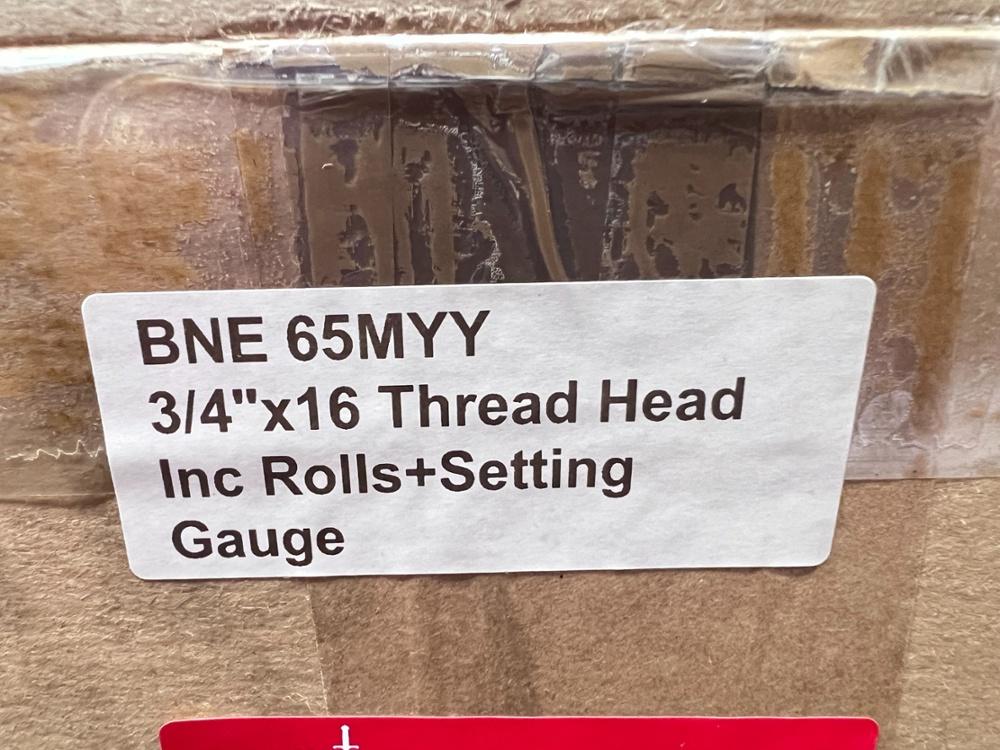 BNE 65MYY
3/4"x16 Thread Head
Inc Rolls+Setting
Gauge